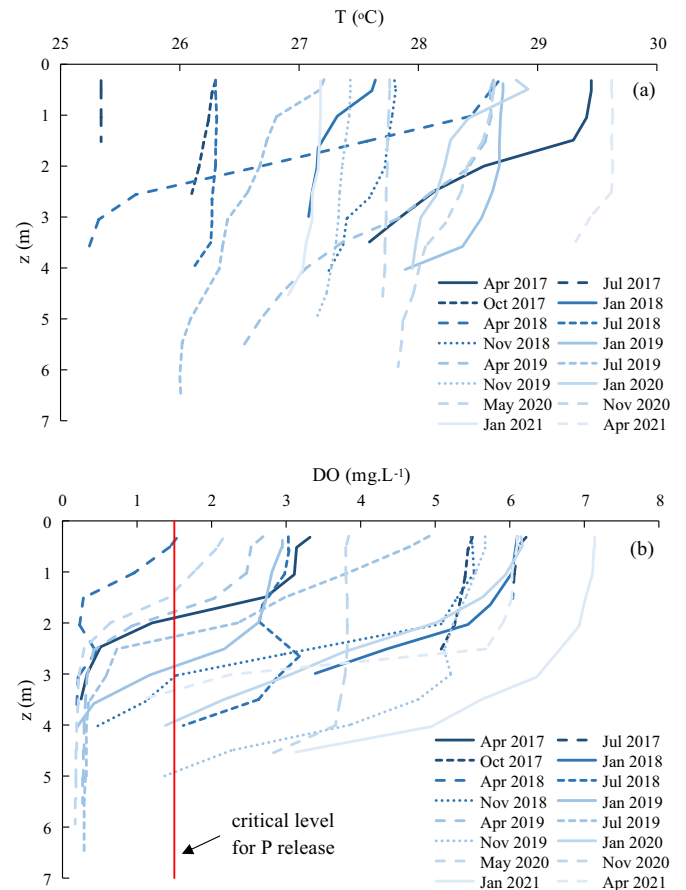 T (ºC)
25 26 27 28 29 30
0
1
2
3
4
5
6
7
z (m)
(a)
Apr 2017 Jul 2017
Oct 2017 Jan 2018
Apr 2018 Jul 2018
Nov 2018 Jan 2019
Apr 2019 Jul 2019
Nov 2019 Jan 2020
May 2020 Nov 2020
Jan 2021 Apr 2021
DO (mg.L-1)
0 1 2 3 4 5 6 7 8
0
1
2
3
4
5
6
7
z (m)
(b)
Apr 2017 Jul 2017
Oct 2017 Jan 2018
Apr 2018 Jul 2018
Nov 2018 Jan 2019
Apr 2019 Jul 2019
Nov 2019 Jan 2020
May 2020 Nov 2020
Jan 2021 Apr 2021
critical level
for P release